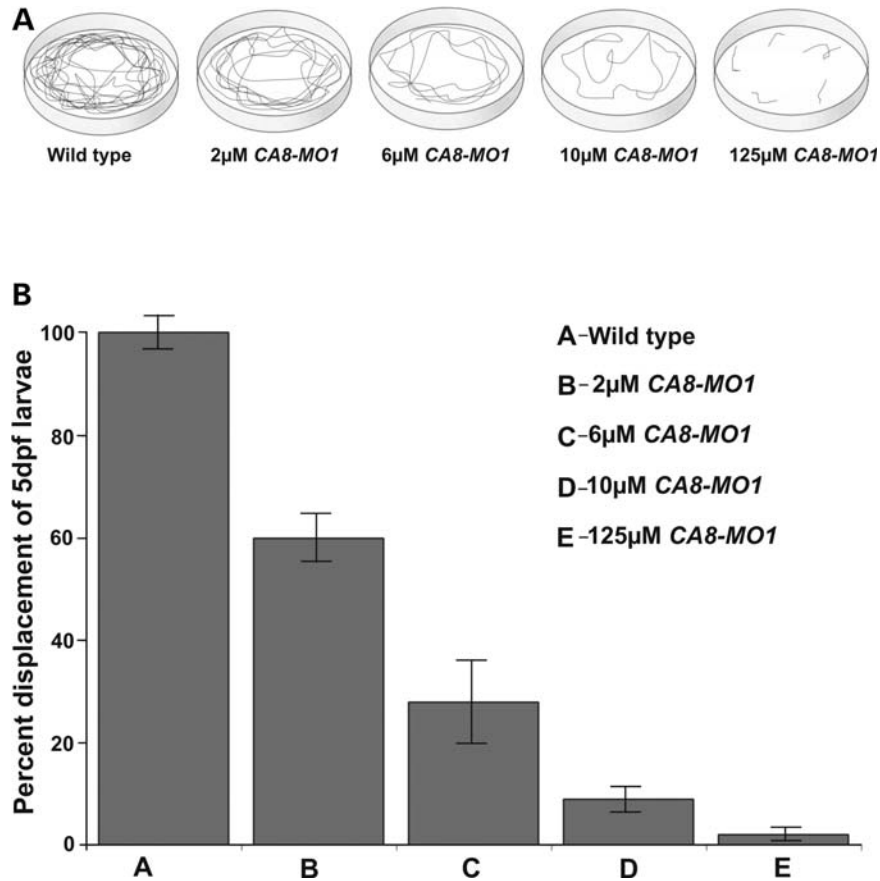 A
Wild type
2µM CA8-MO1
6µM CA8-MO1
10µM CA8-MO1
125µM CA8-MO1
B
Percent displacement of 5dpf larvae
100
80
60
40
20
0
A
B
C
D
E
A–Wild type
B–2µM CA8-MO1
C–6µM CA8-MO1
D–10µM CA8-MO1
E–125µM CA8-MO1